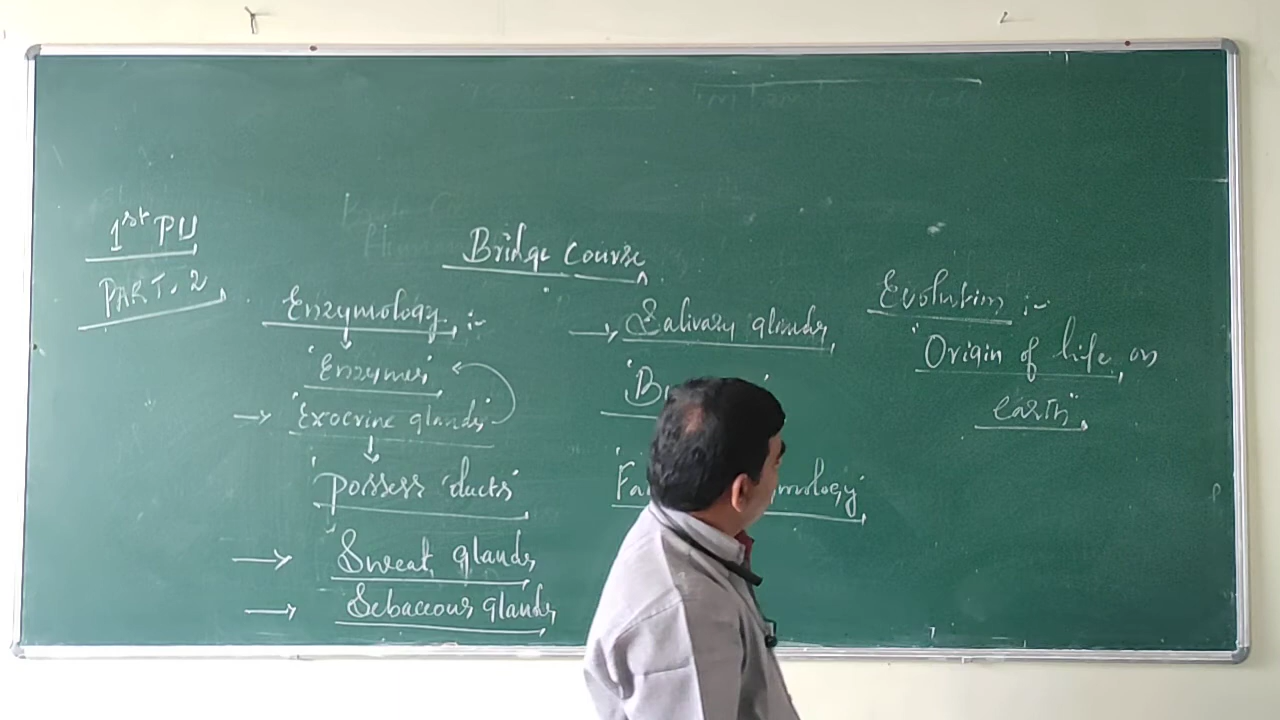 1st PU
PART. 2
Bridge Course
Enzymology :-
"Enzymes"
→ "Exocrine glands"
"Possess 'ducts'
→ Sweat glands
→ Sebaceous glands
→ Salivary glands
Evolution :-
"Origin of life on
earth"